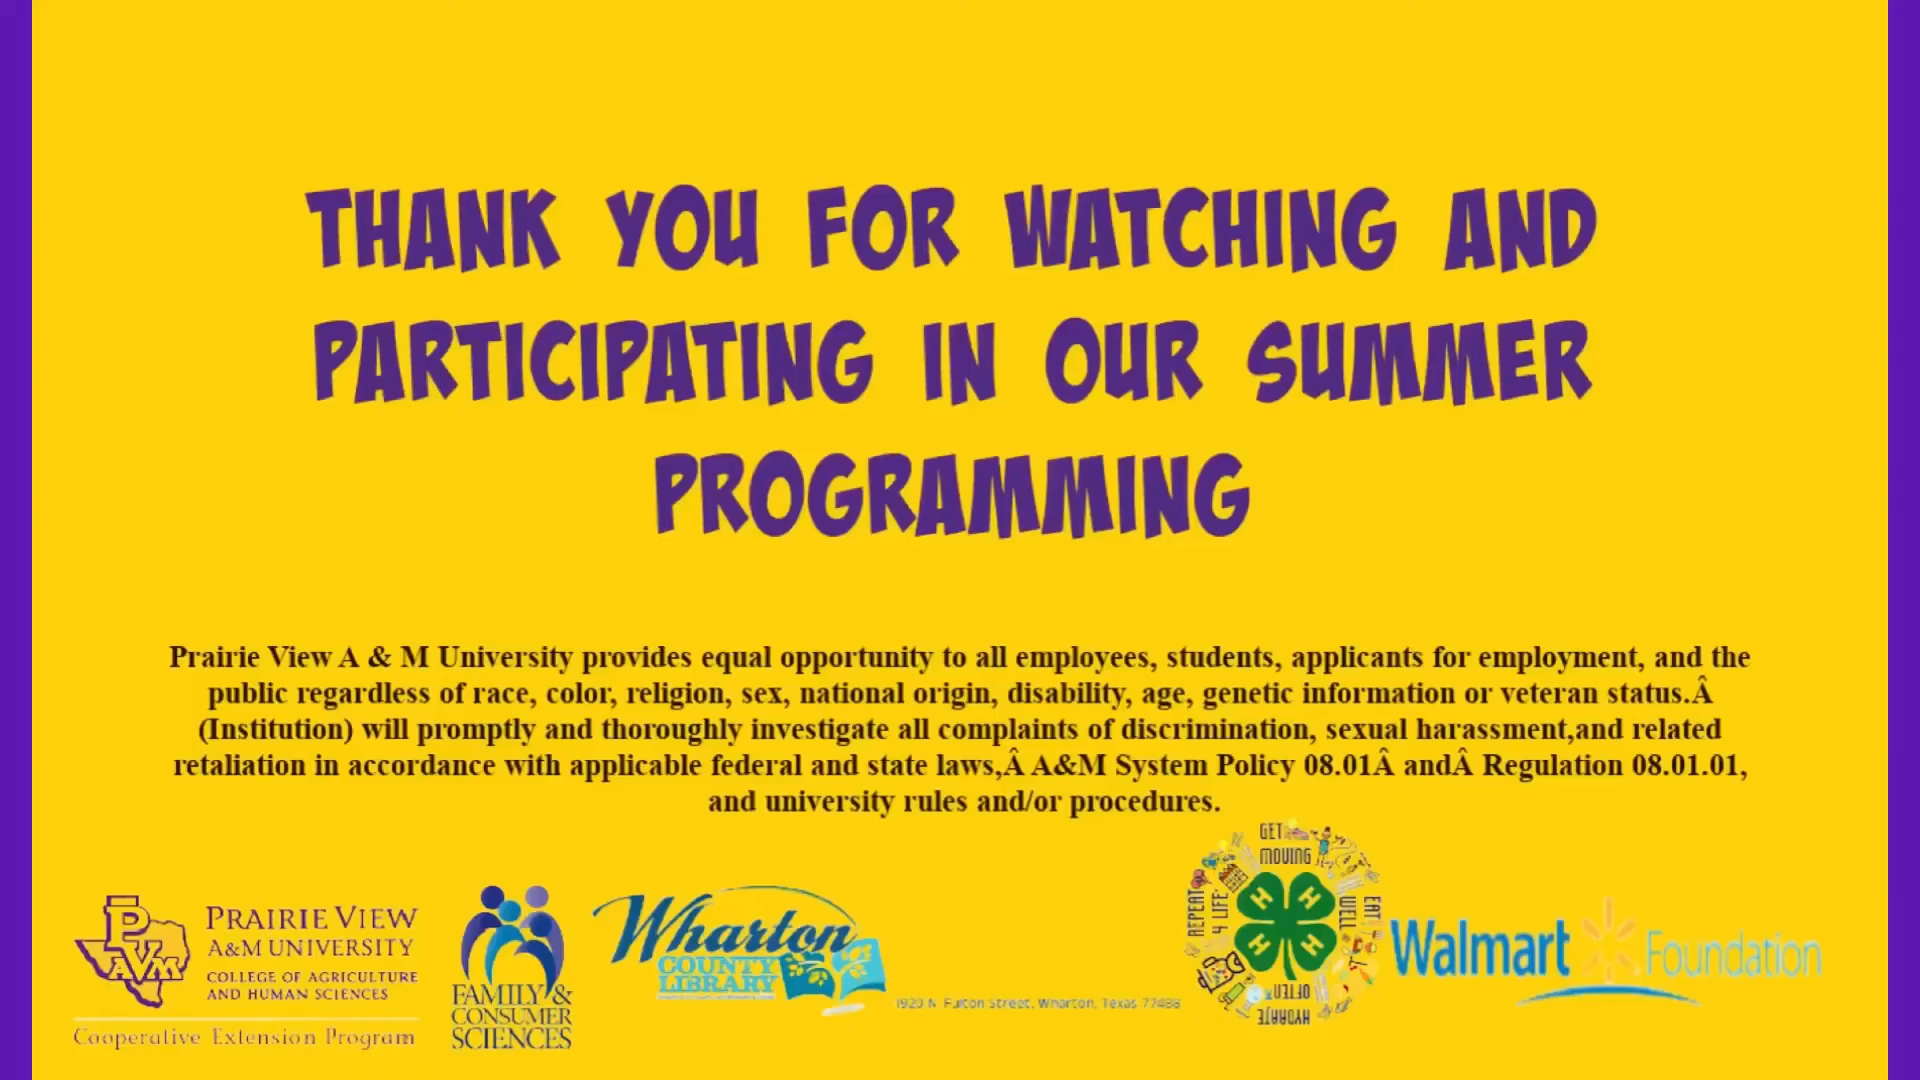 THANK YOU FOR WATCHING AND
PARTICIPATING IN OUR SUMMER
PROGRAMMING
Prairie View A & M University provides equal opportunity to all employees, students, applicants for employment, and the
public regardless of race, color, religion, sex, national origin, disability, age, genetic information or veteran status.Â
(Institution) will promptly and thoroughly investigate all complaints of discrimination, sexual harassment,and related
retaliation in accordance with applicable federal and state laws,Â A&M System Policy 08.01Â andÂ Regulation 08.01.01,
and university rules and/or procedures.
PVAM
PRAIRIE VIEW
A&M UNIVERSITY
COLLEGE OF AGRICULTURE
AND HUMAN SCIENCES
Cooperative Extension Program
FAMILY &
CONSUMER
SCIENCES
Wharton
COUNTY
LIBRARY
1920 N. Fulton Street, Wharton, Texas 77488
GET
MOVING
EAT
WELL
HYDRATE
OFTEN
REPEAT
4 LIFE
H H
H H
Walmart Foundation